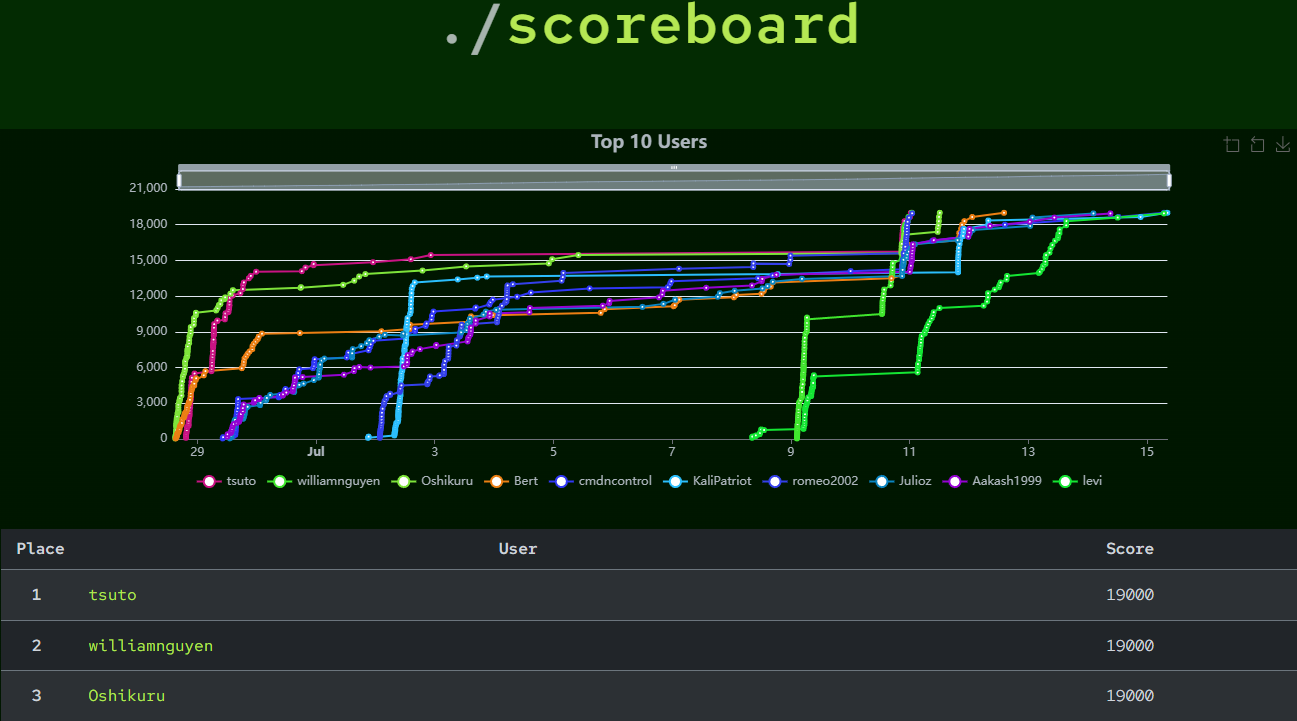 ./scoreboard
Top 10 Users
21,000
18,000
15,000
12,000
9,000
6,000
3,000
0
29 Jul 3 5 7 9 11 13 15
tsuto williamnguyen Oshikuru Bert cmdncontrol KaliPatriot romeo2002 Julioz Aakash1999 levi
Place User Score
1 tsuto 19000
2 williamnguyen 19000
3 Oshikuru 19000